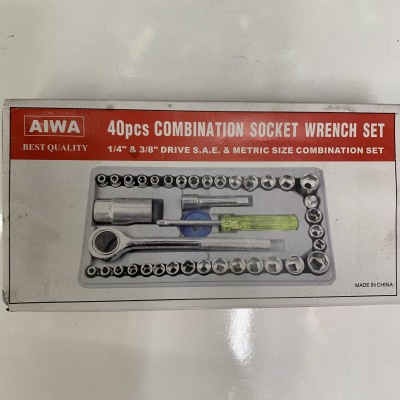 AIWA
BEST QUALITY
40pcs COMBINATION SOCKET WRENCH SET
1/4" & 3/8" DRIVE S.A.E. & METRIC SIZE COMBINATION SET
MADE IN CHINA